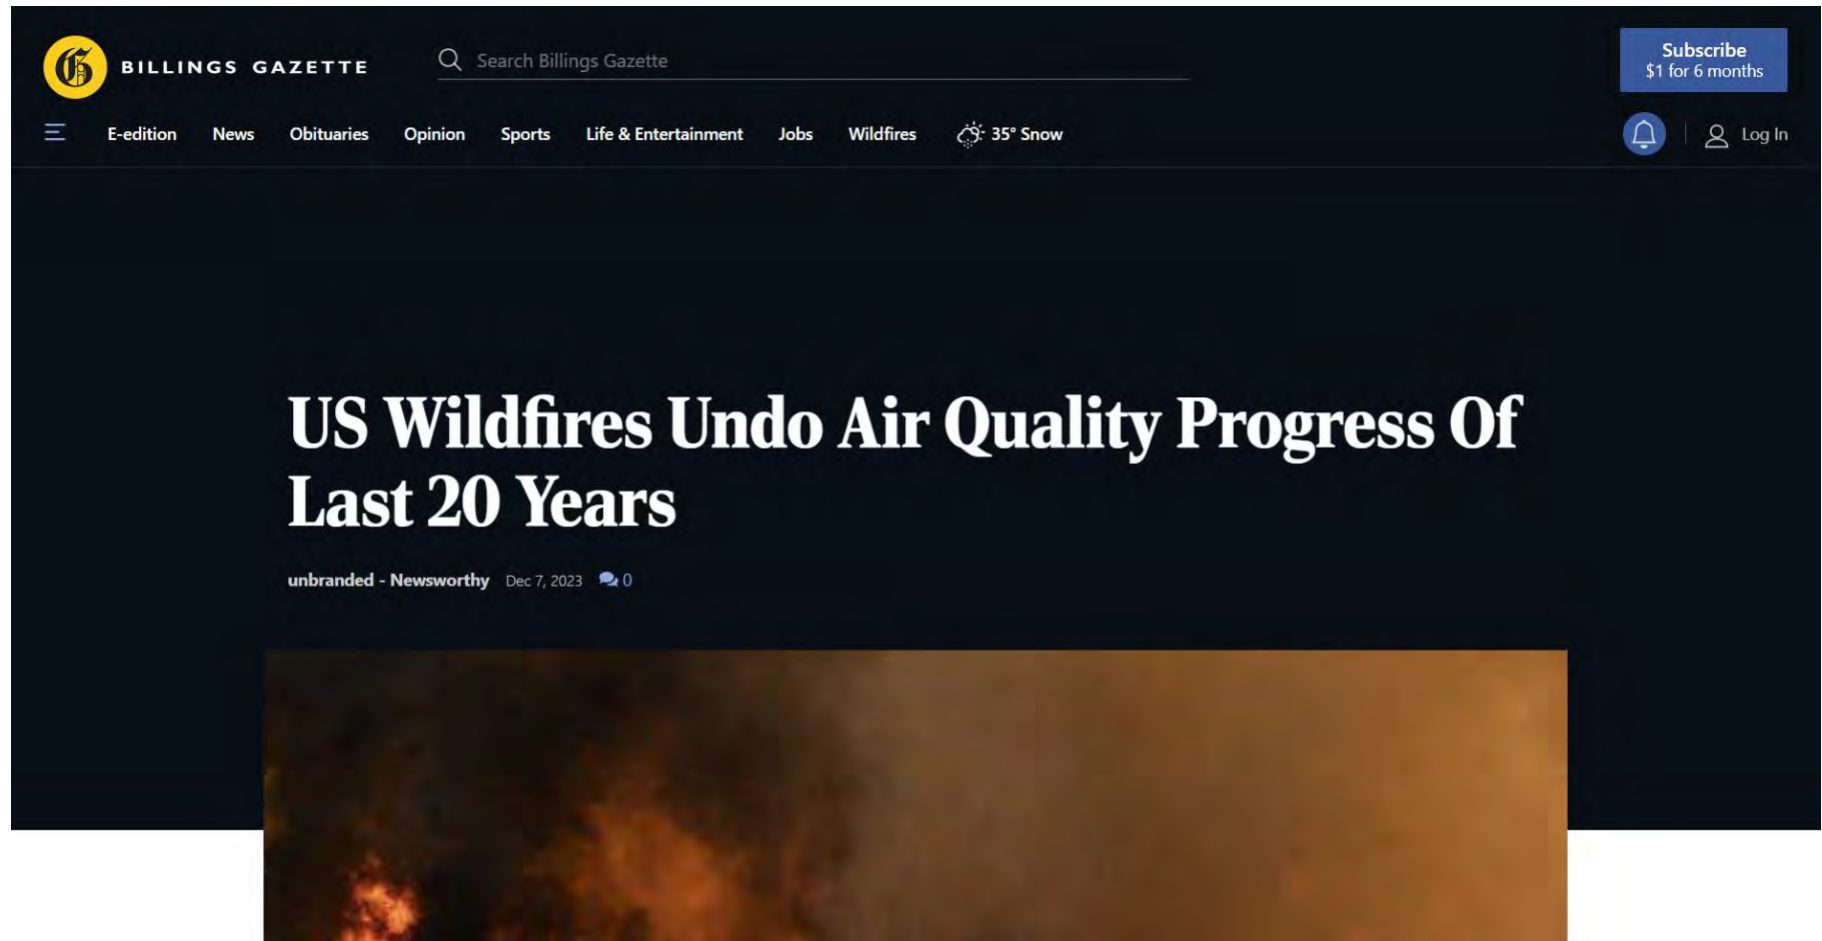 BILLINGS GAZETTE
Search Billings Gazette
Subscribe
$1 for 6 months
E-edition News Obituaries Opinion Sports Life & Entertainment Jobs Wildfires 35° Snow
Log In
US Wildfires Undo Air Quality Progress Of
Last 20 Years
unbranded - Newsworthy Dec 7, 2023 0